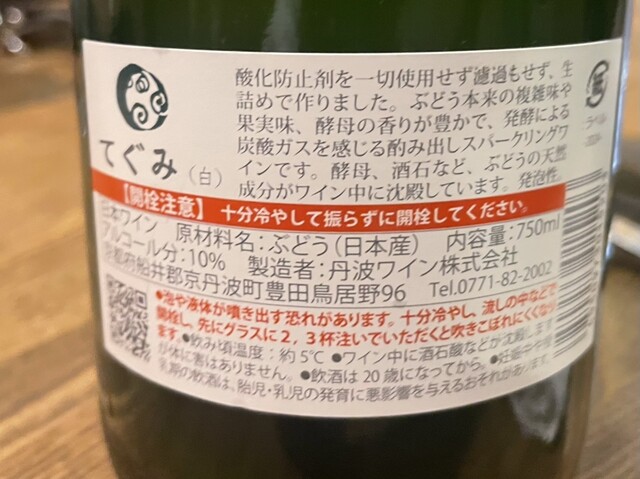 酸化防止剤を一切使用せず濾過もせず、生
詰めで作りました。ぶどう本来の複雑味や
果実味、酵母の香りが豊かで、発酵による
炭酸ガスを感じる酌み出しスパークリングワ
インです。酵母、酒石など、ぶどうの天然
成分がワイン中に沈殿しています。発泡性。
てぐみ(白)
【開栓注意】 十分冷やして振らずに開栓してください。
日本ワイン 原材料名:ぶどう(日本産) 内容量:750ml
アルコール分:10% 製造者:丹波ワイン株式会社
京都府船井郡京丹波町豊田鳥居野96 Tel.0771-82-2002
●泡や液体が噴き出す恐れがあります。十分冷やし、流しの中などで
開栓し、先にグラスに2,3杯注いでいただくと吹きこぼれにくくなり
ます。●飲み頃温度:約5℃●ワイン中に酒石酸などが沈殿します
が体に害はありません。●飲酒は20歳になってから。●妊娠中や授
乳期の飲酒は、胎児・乳児の発育に悪影響を与えるおそれがあります。